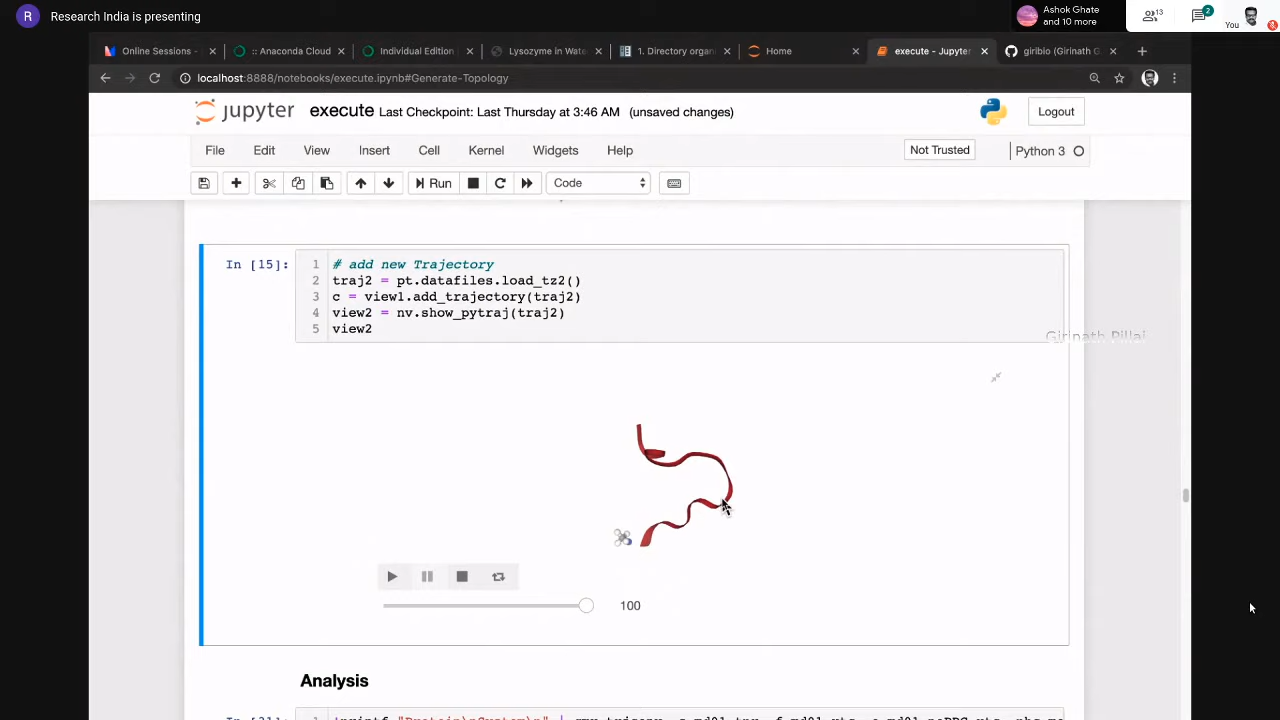 R Research India is presenting
Ashok Ghate
and 10 more
13
2
You
Online Sessions -
:: Anaconda Cloud
Individual Edition
Lysozyme in Wate
1. Directory organ
Home
execute - Jupyter
giribio (Girinath G
localhost:8888/notebooks/execute.ipynb#Generate-Topology
jupyter execute Last Checkpoint: Last Thursday at 3:46 AM (unsaved changes)
Logout
File Edit View Insert Cell Kernel Widgets Help
Not Trusted
Python 3
Run
Code
In [15]:
1 # add new Trajectory
2 traj2 = pt.datafiles.load_tz2()
3 c = view1.add_trajectory(traj2)
4 view2 = nv.show_pytraj(traj2)
5 view2
Girinath Pillai
100
Analysis